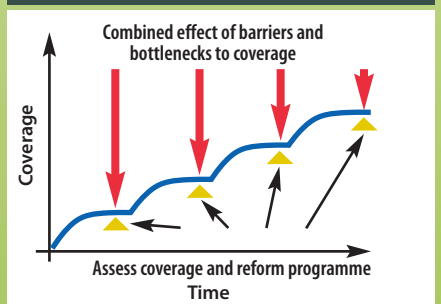 Combined effect of barriers and
bottlenecks to coverage
Coverage
Assess coverage and reform programme
Time